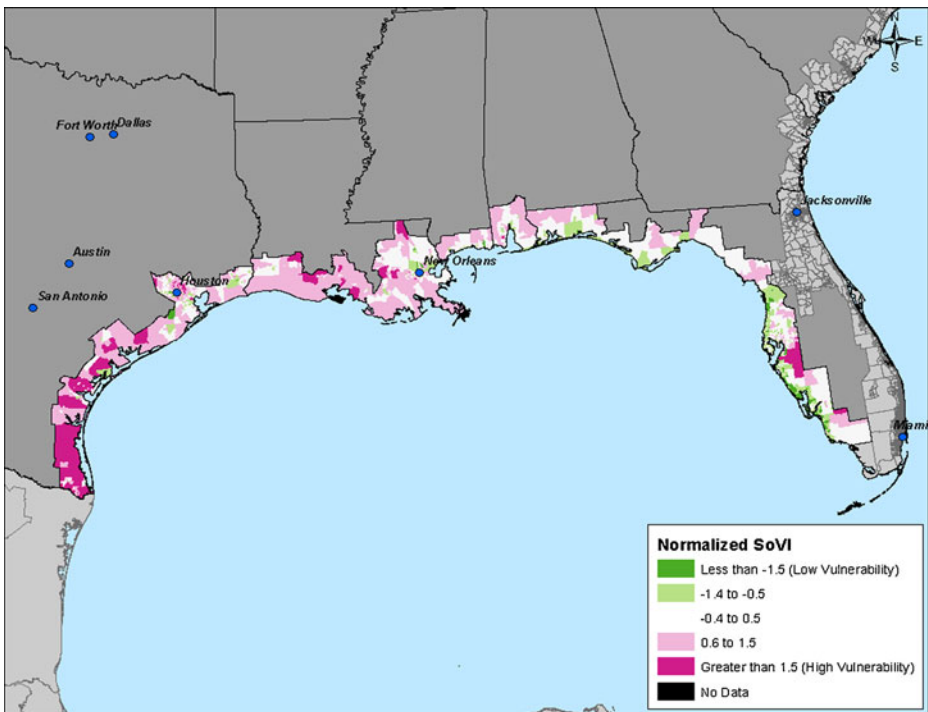 N
W E
S
Fort Worth Dallas
Jacksonville
Austin
New Orleans
Houston
San Antonio
Miami
Normalized SoVI
Less than -1.5 (Low Vulnerability)
-1.4 to -0.5
-0.4 to 0.5
0.6 to 1.5
Greater than 1.5 (High Vulnerability)
No Data